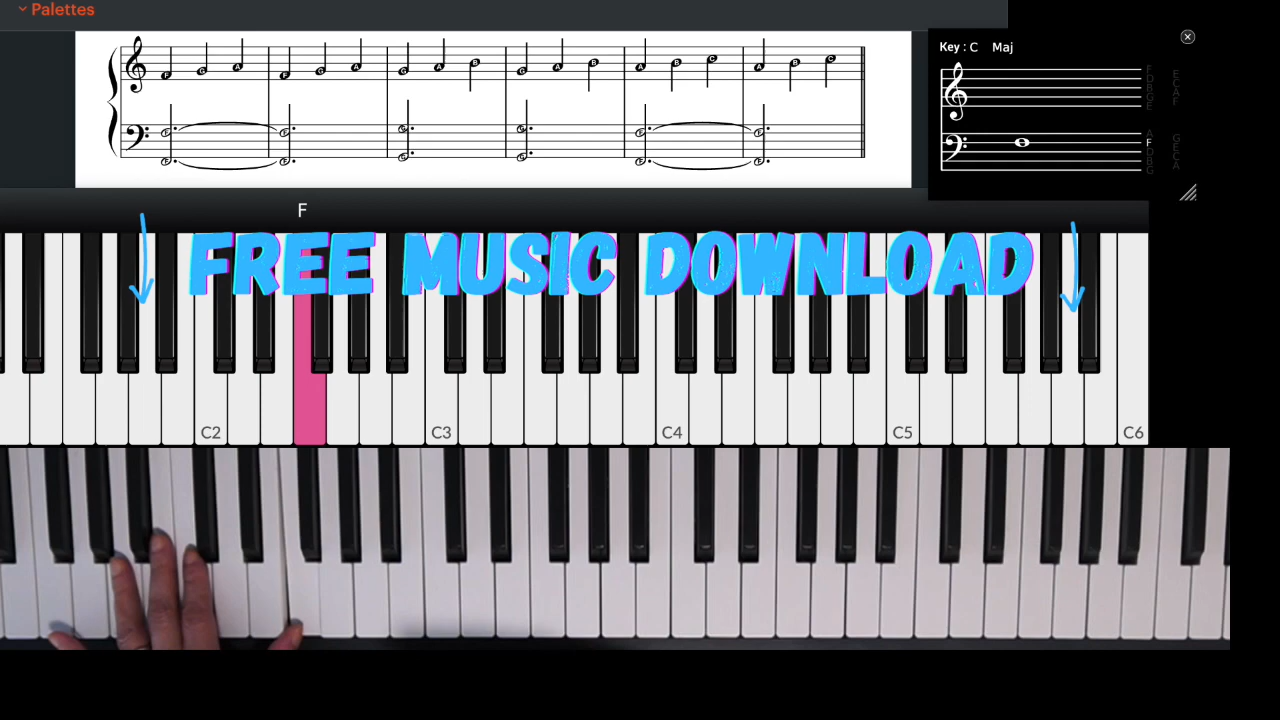 Palettes
Key : C Maj
F
FREE MUSIC DOWNLOAD
C2 C3 C4 C5 C6